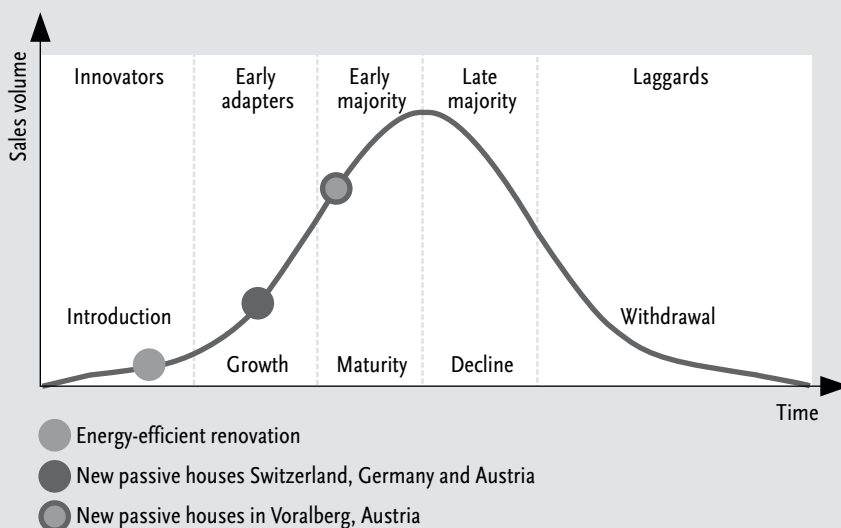 Sales volume
Innovators
Early
adapters
Early
majority
Late
majority
Laggards
Introduction
Growth
Maturity
Decline
Withdrawal
Time
Energy-efficient renovation
New passive houses Switzerland, Germany and Austria
New passive houses in Voralberg, Austria